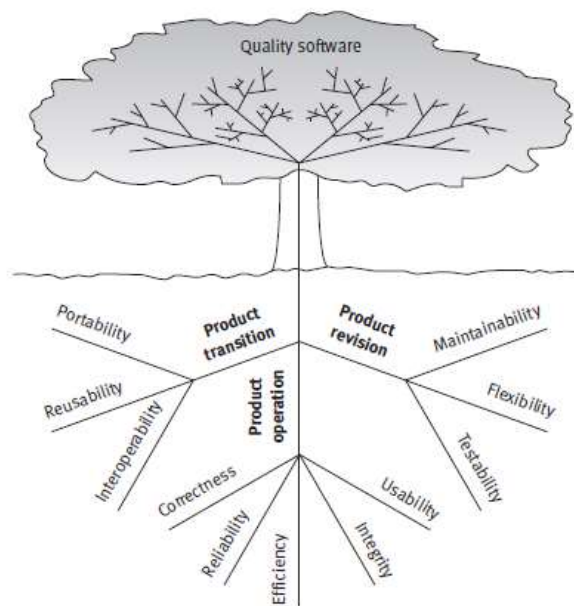 Quality software
Portability
Product
transition
Product
revision
Maintainability
Reusability
Product
operation
Flexibility
Interoperability
Testability
Correctness
Usability
Reliability
Efficiency
Integrity